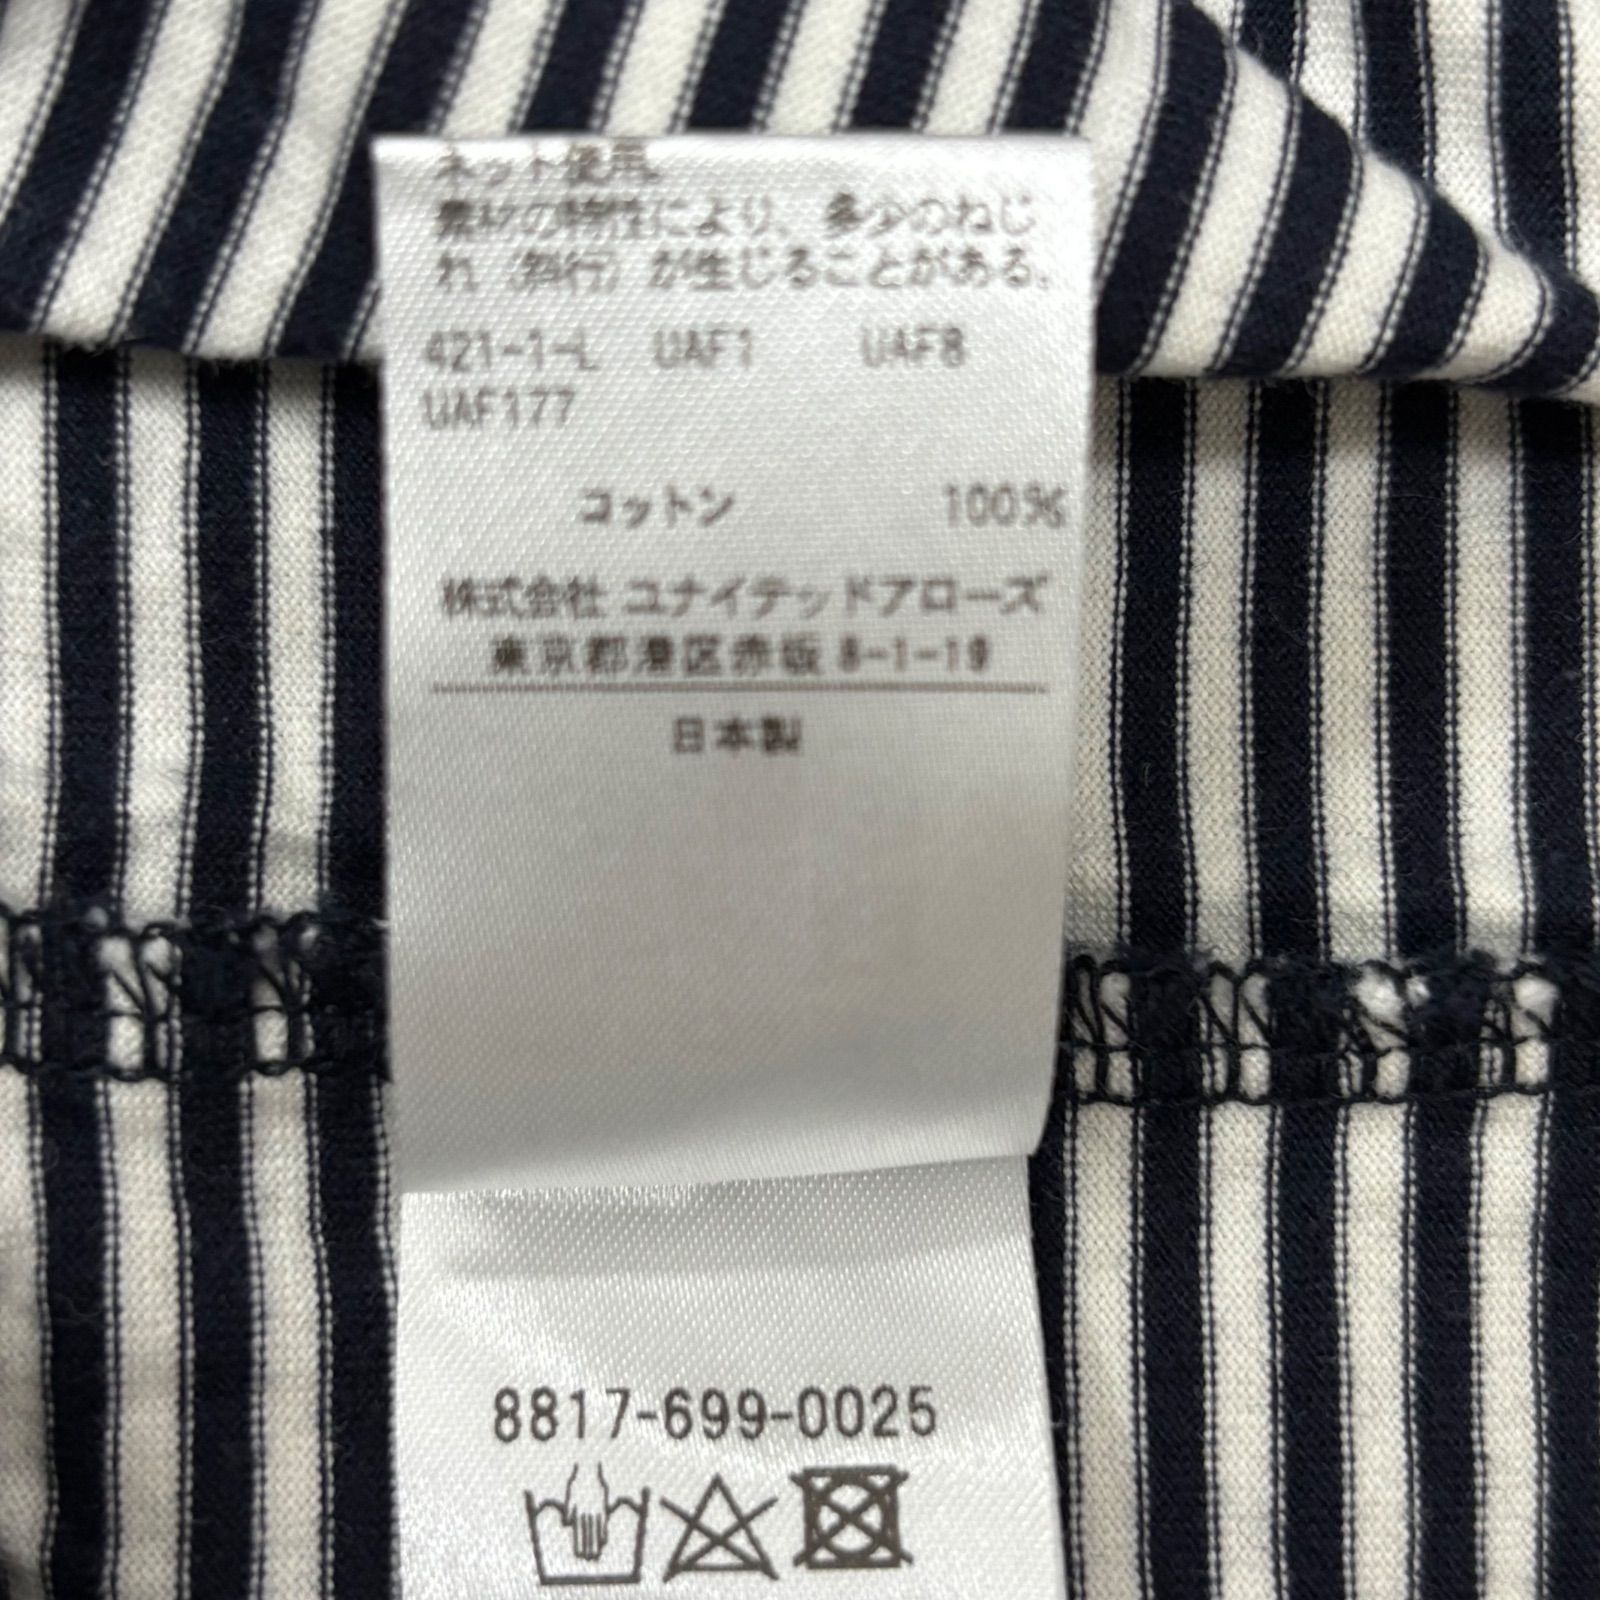 ネット使用.
素材の特性により、多少のねじ
れ（斜行）が生じることがある.
421-1-L UAF1 UAF8
UAF177
コットン 100%
株式会社 ユナイテッドアローズ
東京都港区赤坂 8-1-19
日本製
8817-699-0025